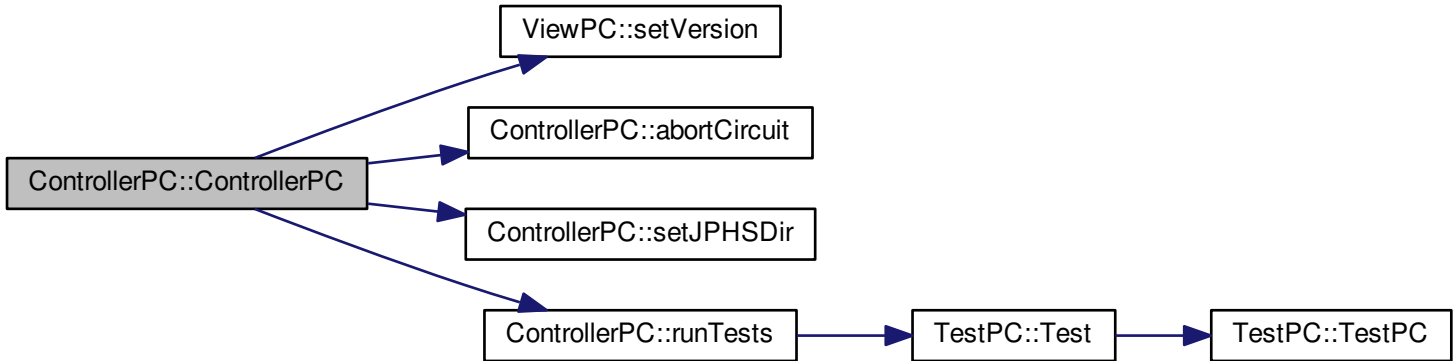 ViewPC::setVersion
ControllerPC::abortCircuit
ControllerPC::ControllerPC
ControllerPC::setJPHSDir
ControllerPC::runTests
TestPC::Test
TestPC::TestPC